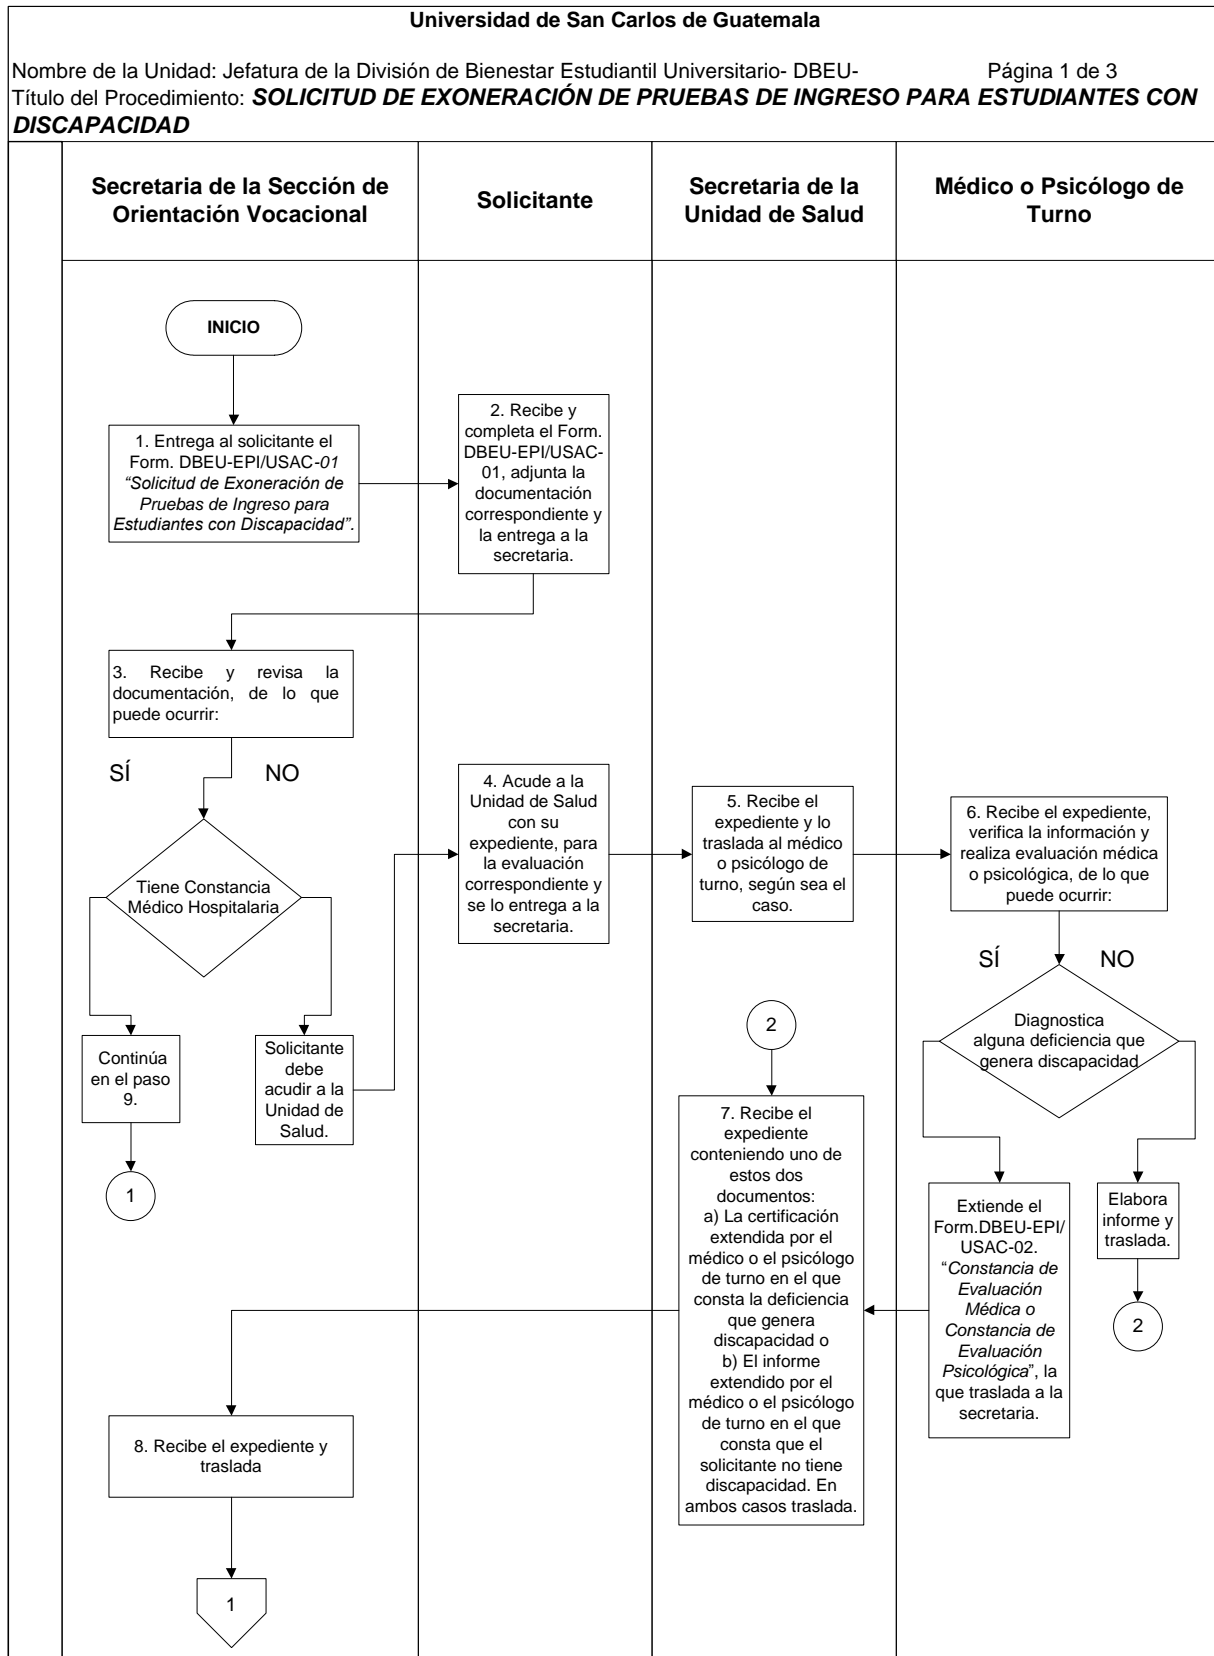 Universidad de San Carlos de Guatemala
Nombre de la Unidad: Jefatura de la División de Bienestar Estudiantil Universitario- DBEU- Página 1 de 3
Título del Procedimiento: SOLICITUD DE EXONERACIÓN DE PRUEBAS DE INGRESO PARA ESTUDIANTES CON
DISCAPACIDAD
Secretaria de la Sección de
Orientación Vocacional
Solicitante
Secretaria de la
Unidad de Salud
Médico o Psicólogo de
Turno
INICIO
1. Entrega al solicitante el
Form. DBEU-EPI/USAC-01
“Solicitud de Exoneración de
Pruebas de Ingreso para
Estudiantes con Discapacidad”.
2. Recibe y
completa el Form.
DBEU-EPI/USAC-
01, adjunta la
documentación
correspondiente y
la entrega a la
secretaria.
3. Recibe y revisa la
documentación, de lo que
puede ocurrir:
SÍ
NO
Tiene Constancia
Médico Hospitalaria
Continúa
en el paso
9.
1
Solicitante
debe
acudir a la
Unidad de
Salud.
4. Acude a la
Unidad de Salud
con su
expediente, para
la evaluación
correspondiente y
se lo entrega a la
secretaria.
5. Recibe el
expediente y lo
traslada al médico
o psicólogo de
turno, según sea el
caso.
6. Recibe el expediente,
verifica la información y
realiza evaluación médica
o psicológica, de lo que
puede ocurrir:
SÍ
NO
Diagnostica
alguna deficiencia que
genera discapacidad
Extiende el
Form.DBEU-EPI/
USAC-02.
“Constancia de
Evaluación
Médica o
Constancia de
Evaluación
Psicológica”, la
que traslada a la
secretaria.
Elabora
informe y
traslada.
2
2
7. Recibe el
expediente
conteniendo uno de
estos dos
documentos:
a) La certificación
extendida por el
médico o el psicólogo
de turno en el que
consta la deficiencia
que genera
discapacidad o
b) El informe
extendido por el
médico o el psicólogo
de turno en el que
consta que el
solicitante no tiene
discapacidad. En
ambos casos traslada.
8. Recibe el expediente y
traslada
1